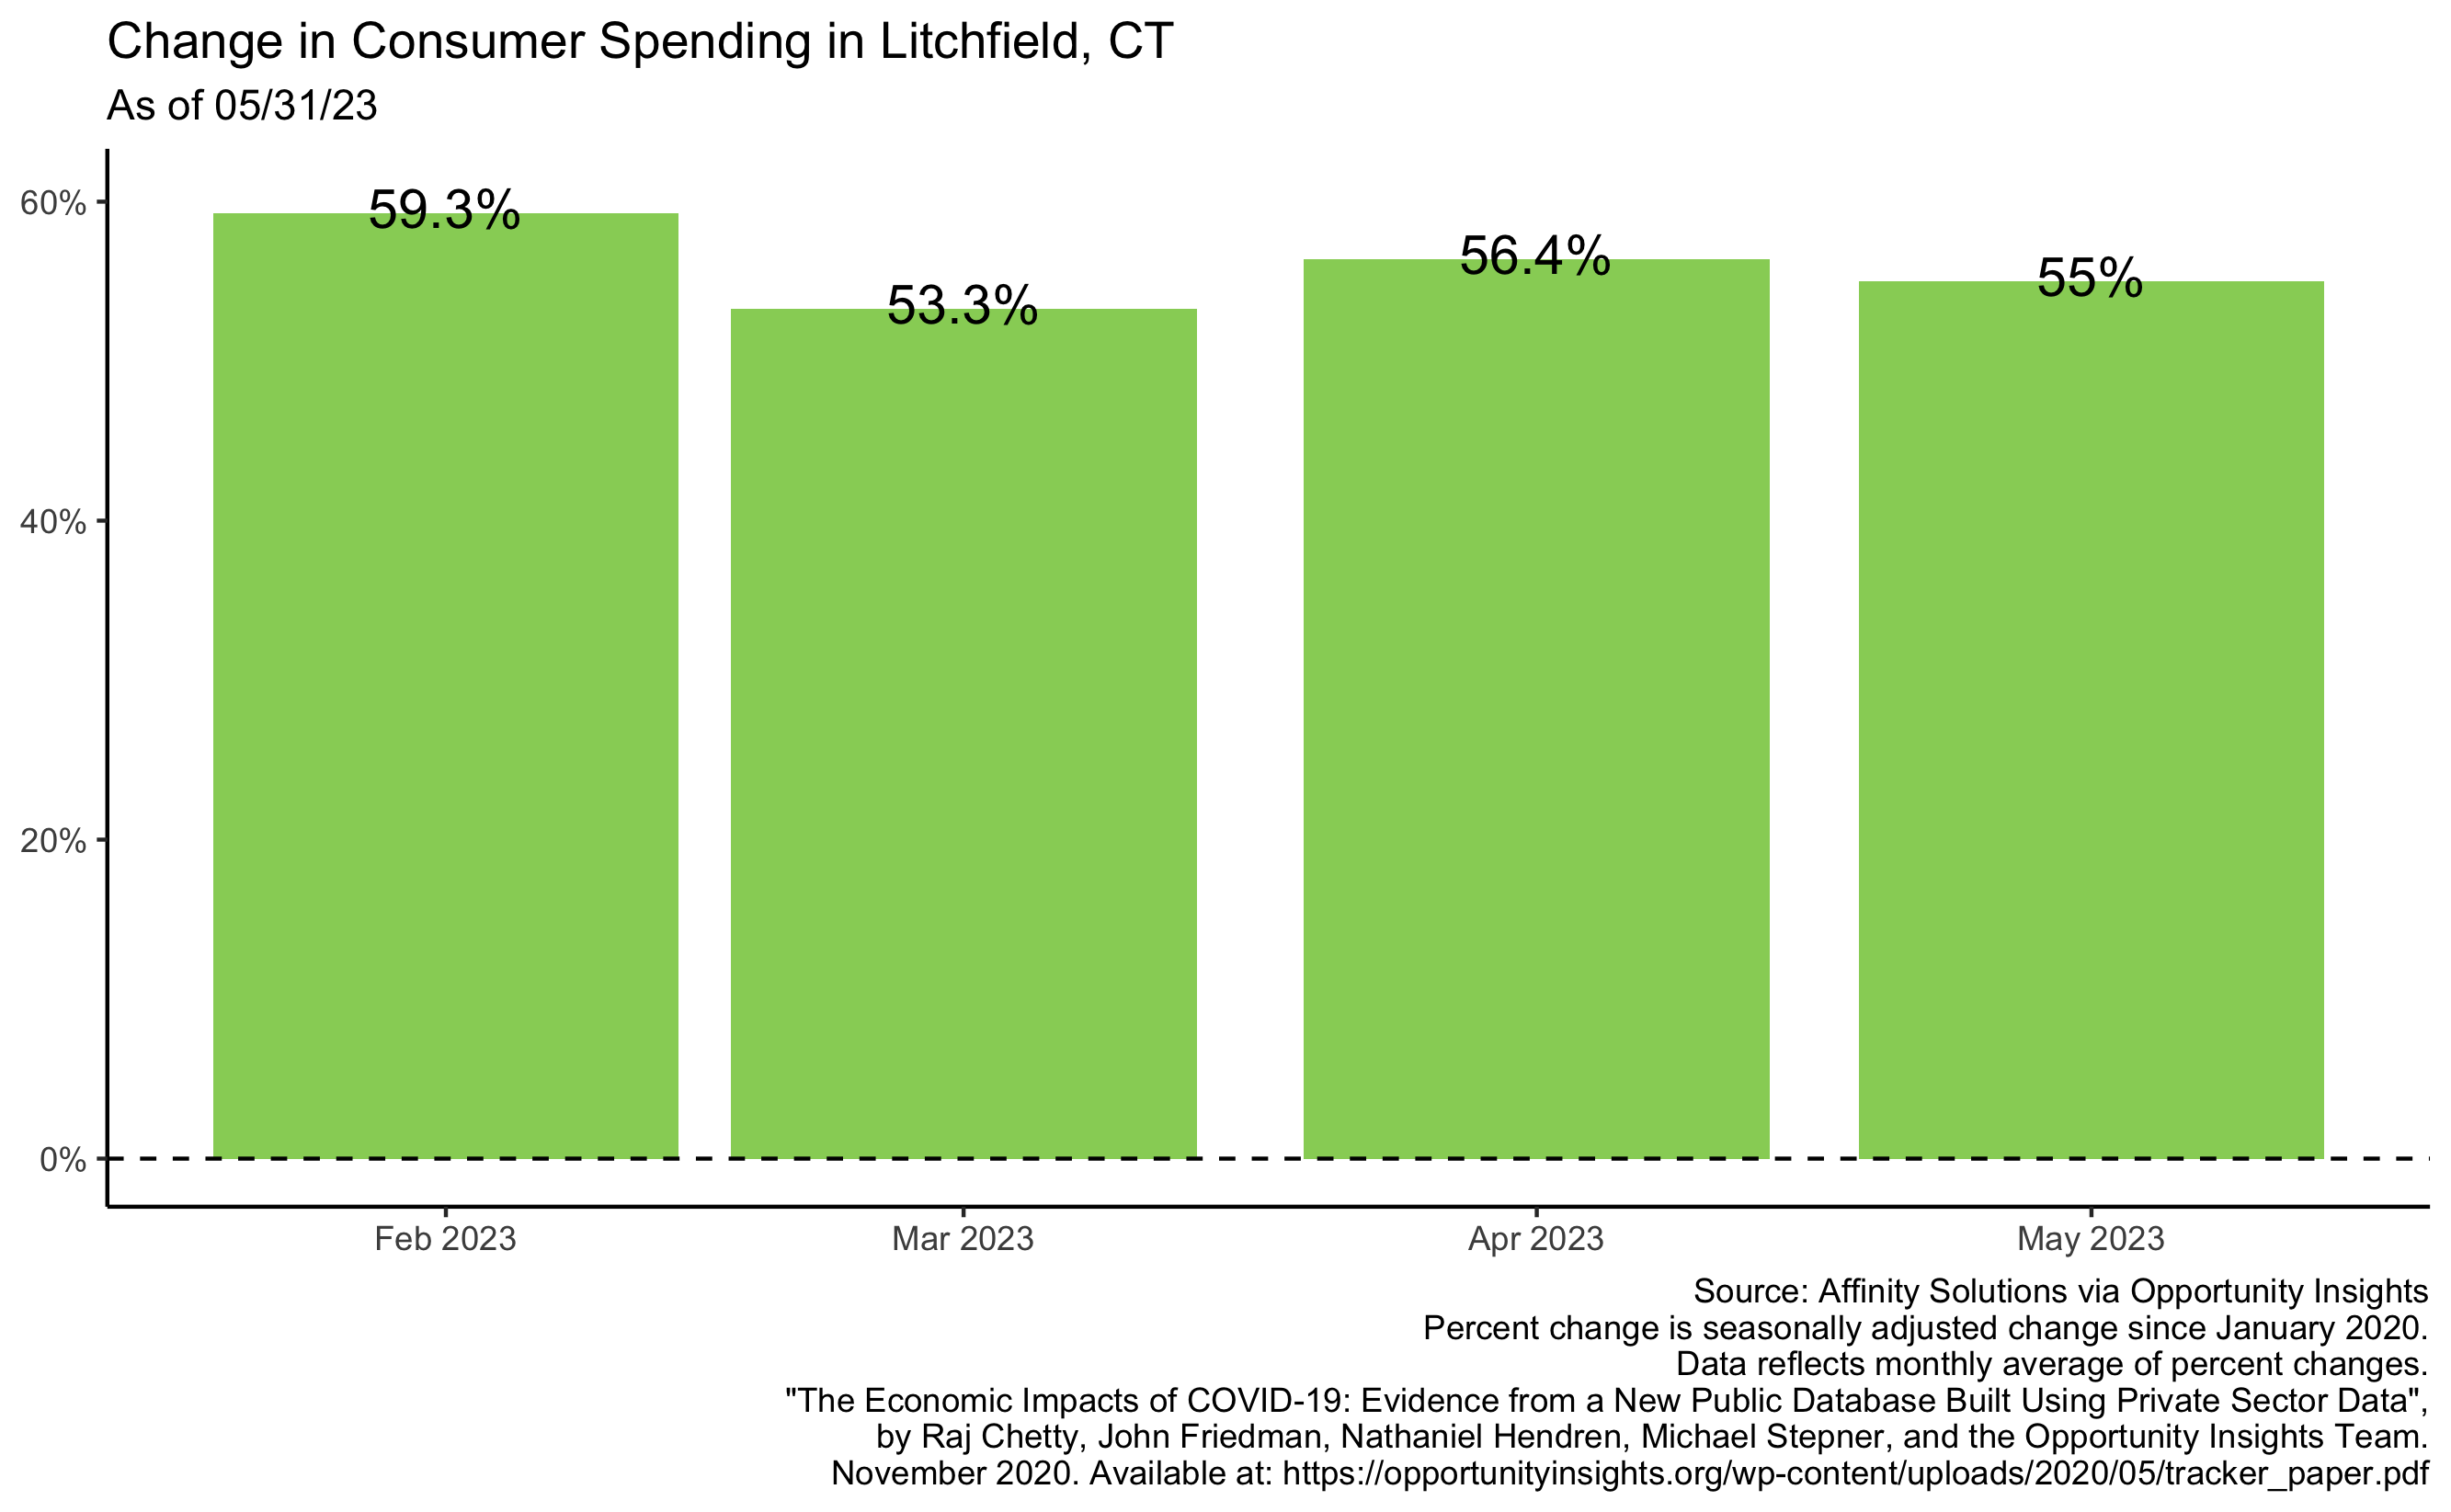 Change in Consumer Spending in Litchfield, CT
As of 05/31/23
60%
40%
20%
0%
59.3%
53.3%
56.4%
55%
Feb 2023
Mar 2023
Apr 2023
May 2023
Source: Affinity Solutions via Opportunity Insights
Percent change is seasonally adjusted change since January 2020.
Data reflects monthly average of percent changes.
"The Economic Impacts of COVID-19: Evidence from a New Public Database Built Using Private Sector Data",
by Raj Chetty, John Friedman, Nathaniel Hendren, Michael Stepner, and the Opportunity Insights Team.
November 2020. Available at: https://opportunityinsights.org/wp-content/uploads/2020/05/tracker_paper.pdf